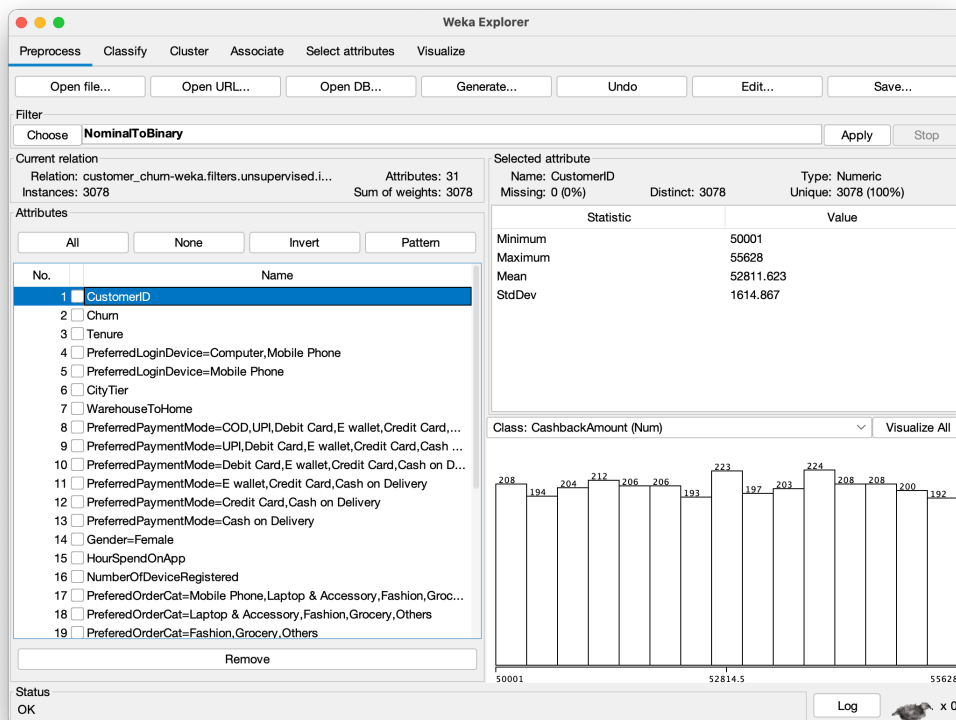 Weka Explorer
Preprocess Classify Cluster Associate Select attributes Visualize
Open file... Open URL... Open DB... Generate... Undo Edit... Save...
Filter
Choose NominalToBinary Apply Stop
Current relation
Relation: customer_churn-weka.filters.unsupervised.i... Attributes: 31
Instances: 3078 Sum of weights: 3078
Attributes
All None Invert Pattern
No. Name
1 CustomerID
2 Churn
3 Tenure
4 PreferredLoginDevice=Computer,Mobile Phone
5 PreferredLoginDevice=Mobile Phone
6 CityTier
7 WarehouseToHome
8 PreferredPaymentMode=COD,UPI,Debit Card,E wallet,Credit Card,...
9 PreferredPaymentMode=UPI,Debit Card,E wallet,Credit Card,Cash ...
10 PreferredPaymentMode=Debit Card,E wallet,Credit Card,Cash on D...
11 PreferredPaymentMode=E wallet,Credit Card,Cash on Delivery
12 PreferredPaymentMode=Credit Card,Cash on Delivery
13 PreferredPaymentMode=Cash on Delivery
14 Gender=Female
15 HourSpendOnApp
16 NumberOfDeviceRegistered
17 PreferedOrderCat=Mobile Phone,Laptop & Accessory,Fashion,Groc...
18 PreferedOrderCat=Laptop & Accessory,Fashion,Grocery,Others
19 PreferedOrderCat=Fashion,Grocery,Others
Remove
Selected attribute
Name: CustomerID Type: Numeric
Missing: 0 (0%) Distinct: 3078 Unique: 3078 (100%)
Statistic Value
Minimum 50001
Maximum 55628
Mean 52811.623
StdDev 1614.867
Class: CashbackAmount (Num) Visualize All
208 194 204 212 206 206 193 223 197 203 224 208 208 200 192
50001 52814.5 55628
Status
OK
Log x 0